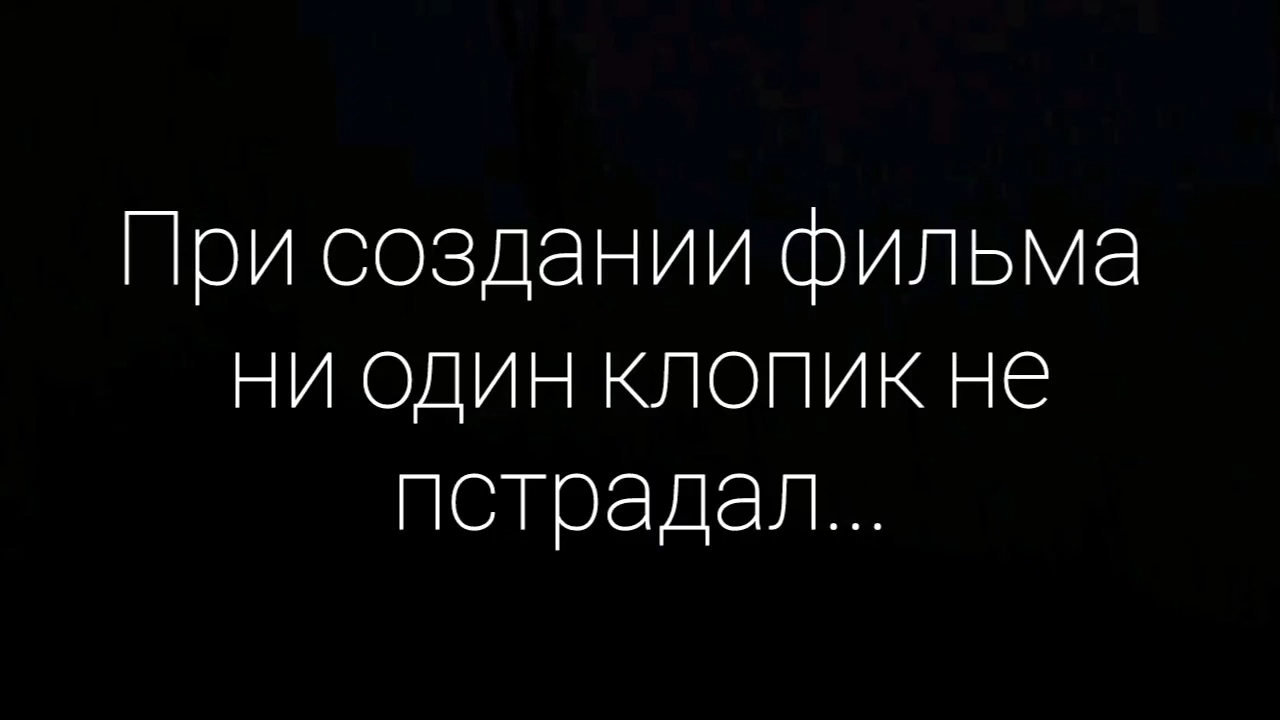 При создании фильма
ни один клопик не
пстрадал...